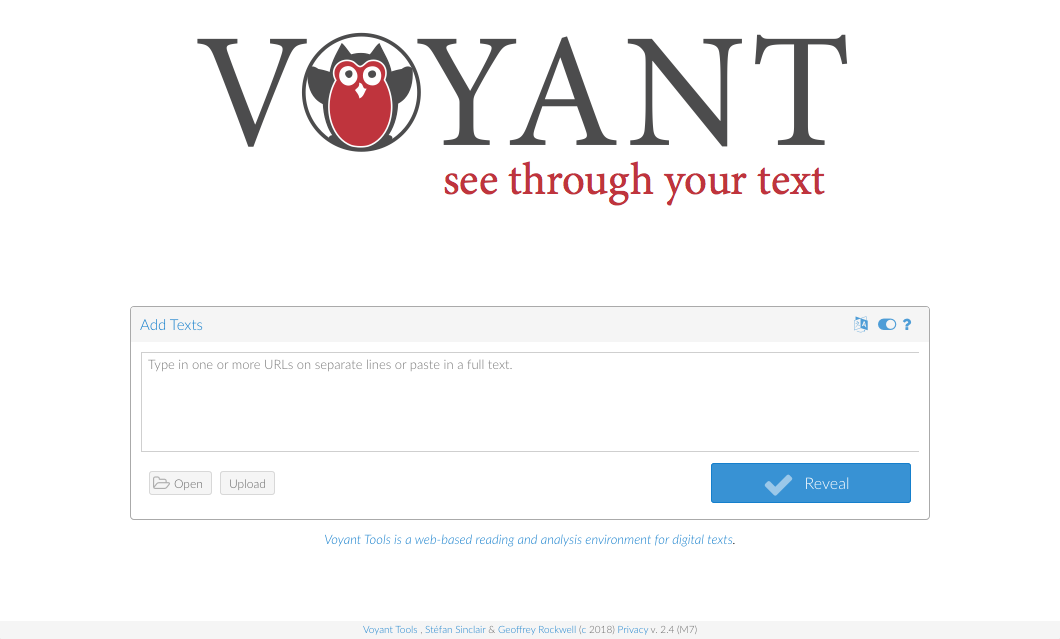 VOYANT
see through your text
Add Texts
?
Type in one or more URLs on separate lines or paste in a full text.
Open Upload Reveal
Voyant Tools is a web-based reading and analysis environment for digital texts.
Voyant Tools , Stéfan Sinclair & Geoffrey Rockwell (c 2018) Privacy v. 2.4 (M7)